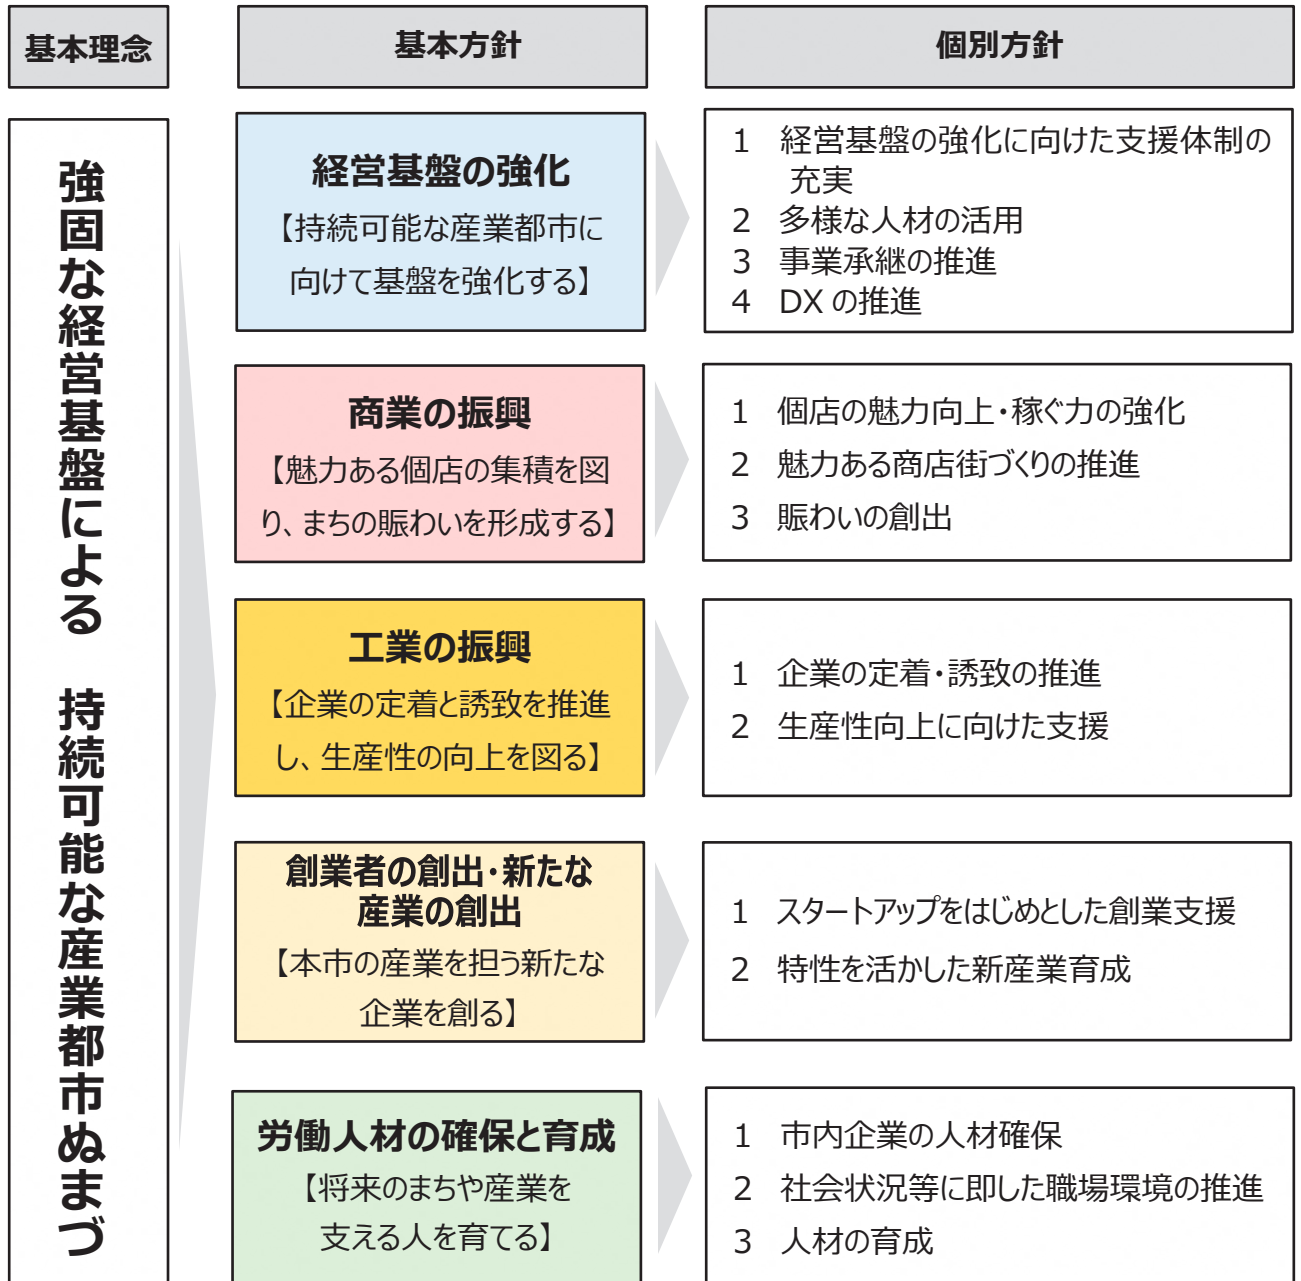 基本理念
基本方針
個別方針
強固な経営基盤による　持続可能な産業都市ぬまづ
経営基盤の強化
【持続可能な産業都市に
向けて基盤を強化する】
1　経営基盤の強化に向けた支援体制の
充実
2　多様な人材の活用
3　事業承継の推進
4　DX の推進
商業の振興
【魅力ある個店の集積を図
り、まちの賑わいを形成する】
1　個店の魅力向上・稼ぐ力の強化
2　魅力ある商店街づくりの推進
3　賑わいの創出
工業の振興
【企業の定着と誘致を推進
し、生産性の向上を図る】
1　企業の定着・誘致の推進
2　生産性向上に向けた支援
創業者の創出・新たな
産業の創出
【本市の産業を担う新たな
企業を創る】
1　スタートアップをはじめとした創業支援
2　特性を活かした新産業育成
労働人材の確保と育成
【将来のまちや産業を
支える人を育てる】
1　市内企業の人材確保
2　社会状況等に即した職場環境の推進
3　人材の育成